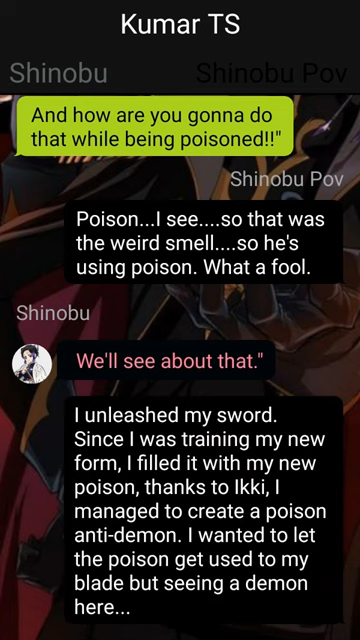 Kumar TS
Shinobu
Shinobu Pov
And how are you gonna do
that while being poisoned!!"
Shinobu Pov
Poison...I see....so that was
the weird smell....so he's
using poison. What a fool.
Shinobu
We'll see about that."
I unleashed my sword.
Since I was training my new
form, I filled it with my new
poison, thanks to Ikki, I
managed to create a poison
anti-demon. I wanted to let
the poison get used to my
blade but seeing a demon
here...